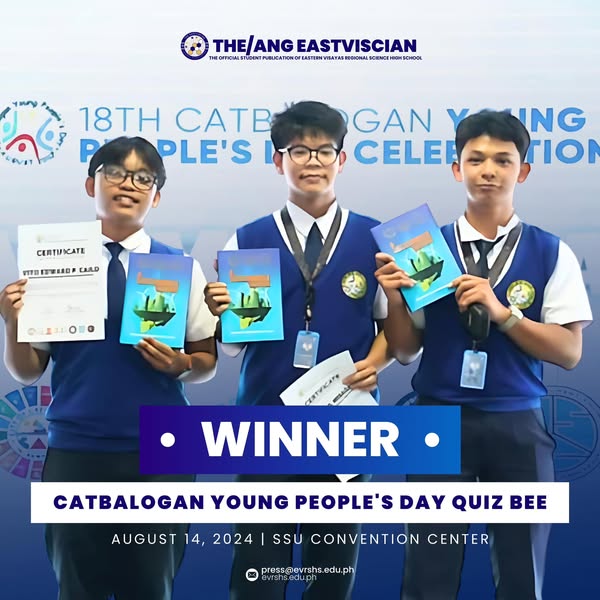 THE/ANG EASTVISCIAN
THE OFFICIAL STUDENT PUBLICATION OF EASTERN VISAYAS REGIONAL SCIENCE HIGH SCHOOL
18TH CATBALOGAN YOUNG
PEOPLE'S DAY CELEBRATION
CERTIFICATE
CERTIFICATE
• WINNER •
CATBALOGAN YOUNG PEOPLE'S DAY QUIZ BEE
AUGUST 14, 2024 | SSU CONVENTION CENTER
press@evrshs.edu.ph
evrshs.edu.ph